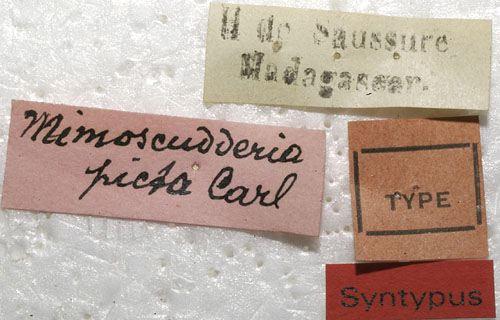 H de Saussure
Madagascar.
Mimoscudderia
picta Carl
TYPE
Syntypus